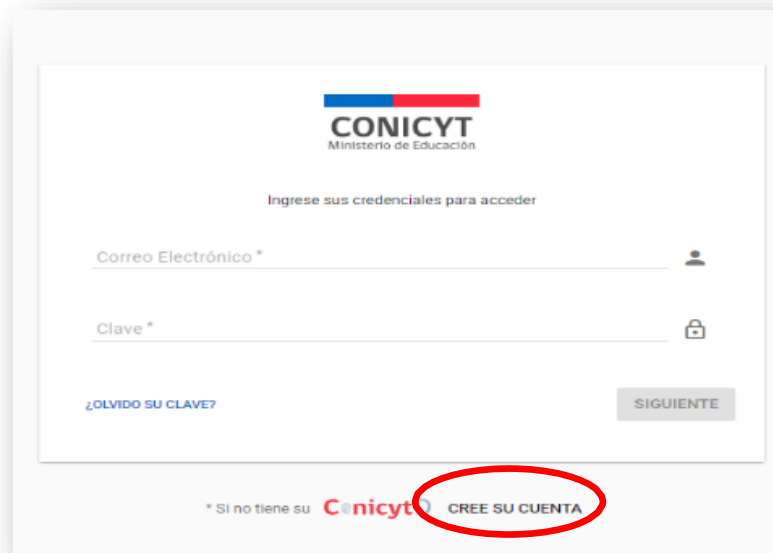 CONICYT
Ministerio de Educación
Ingrese sus credenciales para acceder
Correo Electrónico *
Clave *
¿OLVIDO SU CLAVE?
SIGUIENTE
* Si no tiene su Conicyt CREE SU CUENTA